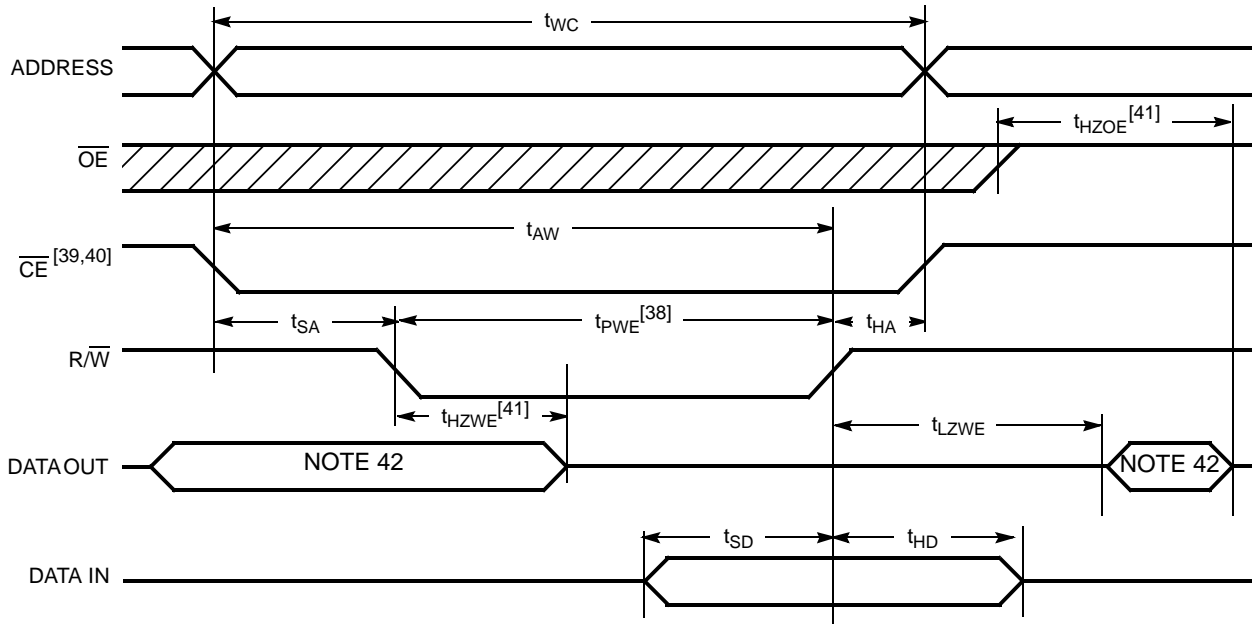 tWC
ADDRESS
tHZOE[41]
OE
tAW
CE [39,40]
tSA
tPWE[38]
tHA
R/W
tHZWE[41]
tLZWE
DATA OUT
NOTE 42
NOTE 42
tSD
tHD
DATA IN